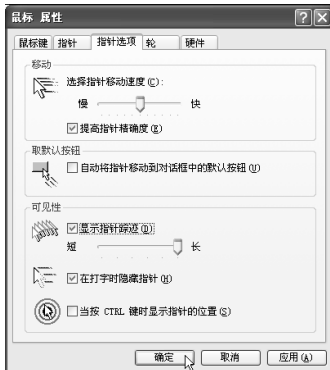 鼠标 属性
鼠标键 指针 指针选项 轮 硬件
移动
选择指针移动速度(C):
慢 快
提高指针精确度(E)
取默认按钮
自动将指针移动到对话框中的默认按钮(U)
可见性
显示指针踪迹(D)
短 长
在打字时隐藏指针(H)
当按 CTRL 键时显示指针的位置(S)
确定 取消 应用(A)